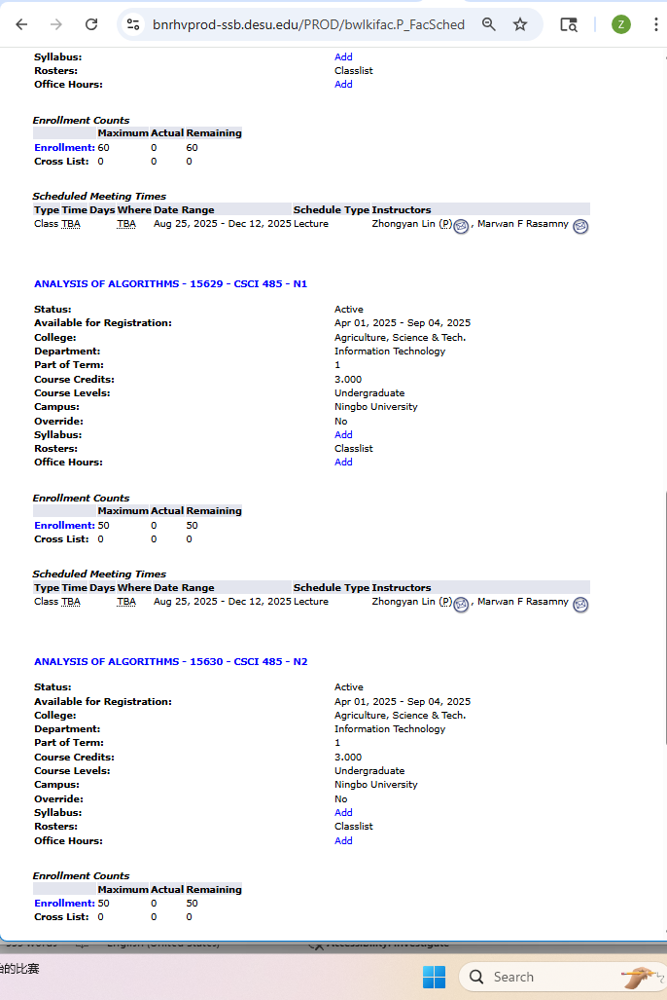 bnrhvprod-ssb.desu.edu/PROD/bwlkifac.P_FacSched
Z
Syllabus: Add
Rosters: Classlist
Office Hours: Add
Enrollment Counts
Maximum Actual Remaining
Enrollment: 60 0 60
Cross List: 0 0 0
Scheduled Meeting Times
Type Time Days Where Date Range Schedule Type Instructors
Class TBA TBA Aug 25, 2025 - Dec 12, 2025 Lecture Zhongyan Lin (P) , Marwan F Rasamny
ANALYSIS OF ALGORITHMS - 15629 - CSCI 485 - N1
Status: Active
Available for Registration: Apr 01, 2025 - Sep 04, 2025
College: Agriculture, Science & Tech.
Department: Information Technology
Part of Term: 1
Course Credits: 3.000
Course Levels: Undergraduate
Campus: Ningbo University
Override: No
Syllabus: Add
Rosters: Classlist
Office Hours: Add
Enrollment Counts
Maximum Actual Remaining
Enrollment: 50 0 50
Cross List: 0 0 0
Scheduled Meeting Times
Type Time Days Where Date Range Schedule Type Instructors
Class TBA TBA Aug 25, 2025 - Dec 12, 2025 Lecture Zhongyan Lin (P) , Marwan F Rasamny
ANALYSIS OF ALGORITHMS - 15630 - CSCI 485 - N2
Status: Active
Available for Registration: Apr 01, 2025 - Sep 04, 2025
College: Agriculture, Science & Tech.
Department: Information Technology
Part of Term: 1
Course Credits: 3.000
Course Levels: Undergraduate
Campus: Ningbo University
Override: No
Syllabus: Add
Rosters: Classlist
Office Hours: Add
Enrollment Counts
Maximum Actual Remaining
Enrollment: 50 0 50
Cross List: 0 0 0
English (United States) Accessibility: Investigate
的比赛
Search